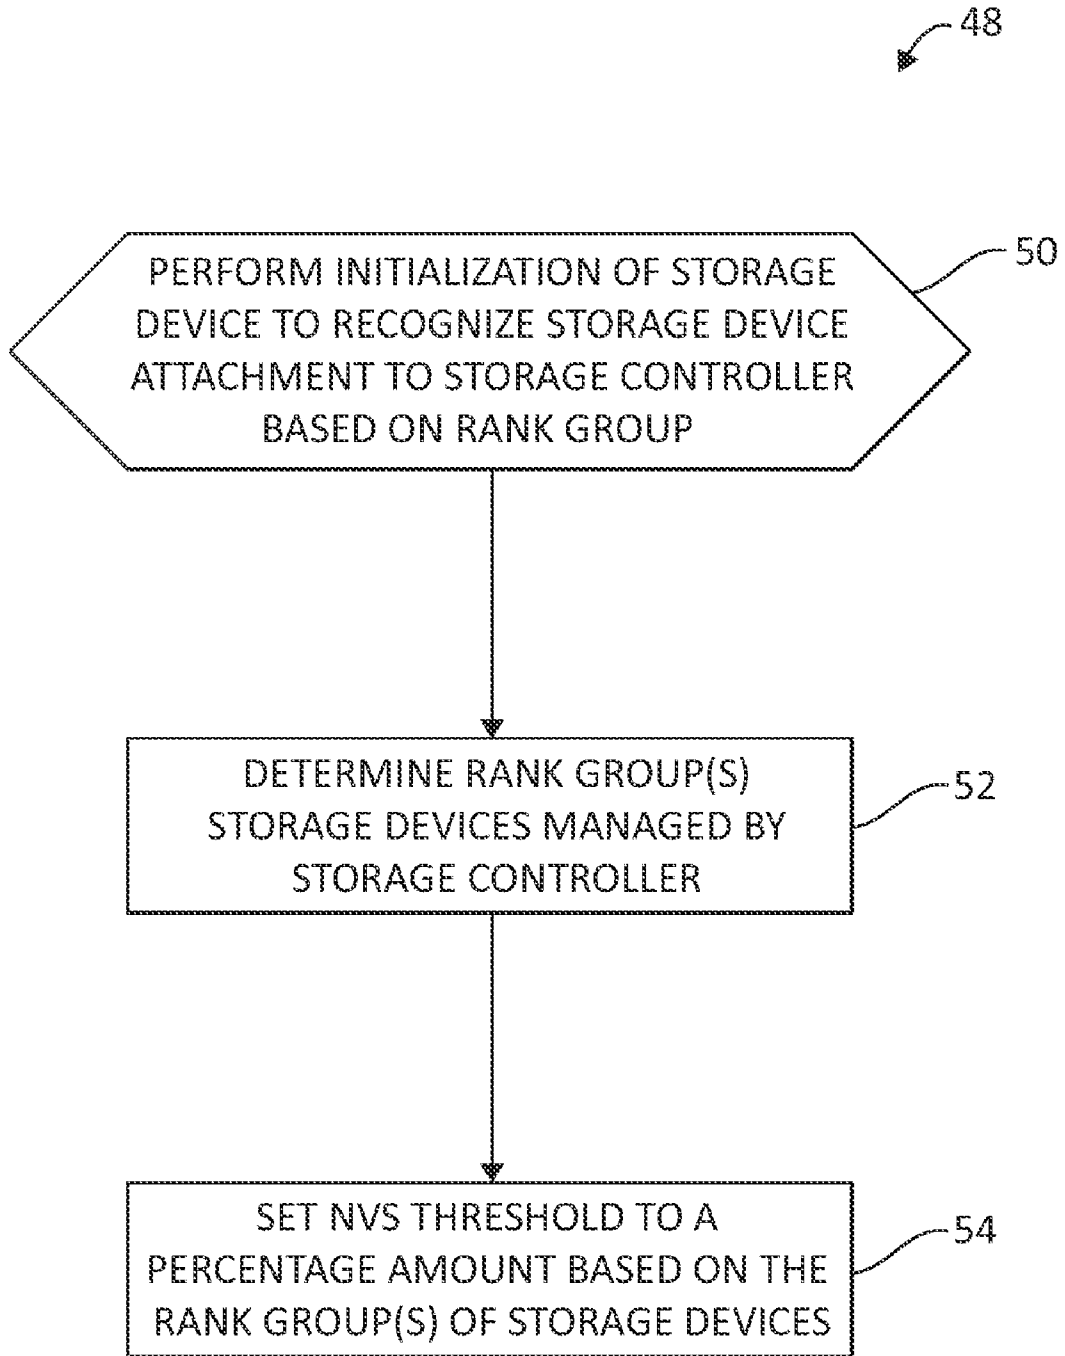 48
PERFORM INITIALIZATION OF STORAGE
DEVICE TO RECOGNIZE STORAGE DEVICE
ATTACHMENT TO STORAGE CONTROLLER
BASED ON RANK GROUP
50
DETERMINE RANK GROUP(S)
STORAGE DEVICES MANAGED BY
STORAGE CONTROLLER
52
SET NVS THRESHOLD TO A
PERCENTAGE AMOUNT BASED ON THE
RANK GROUP(S) OF STORAGE DEVICES
54